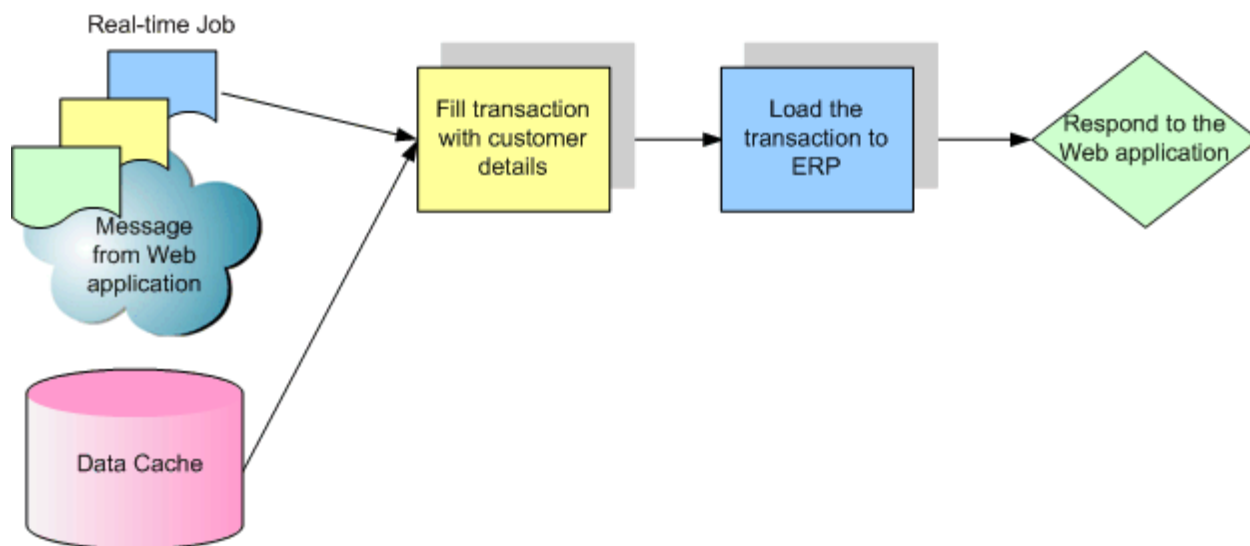 Real-time Job
Message
from Web
application
Data Cache
Fill transaction
with customer
details
Load the
transaction to
ERP
Respond to the
Web application